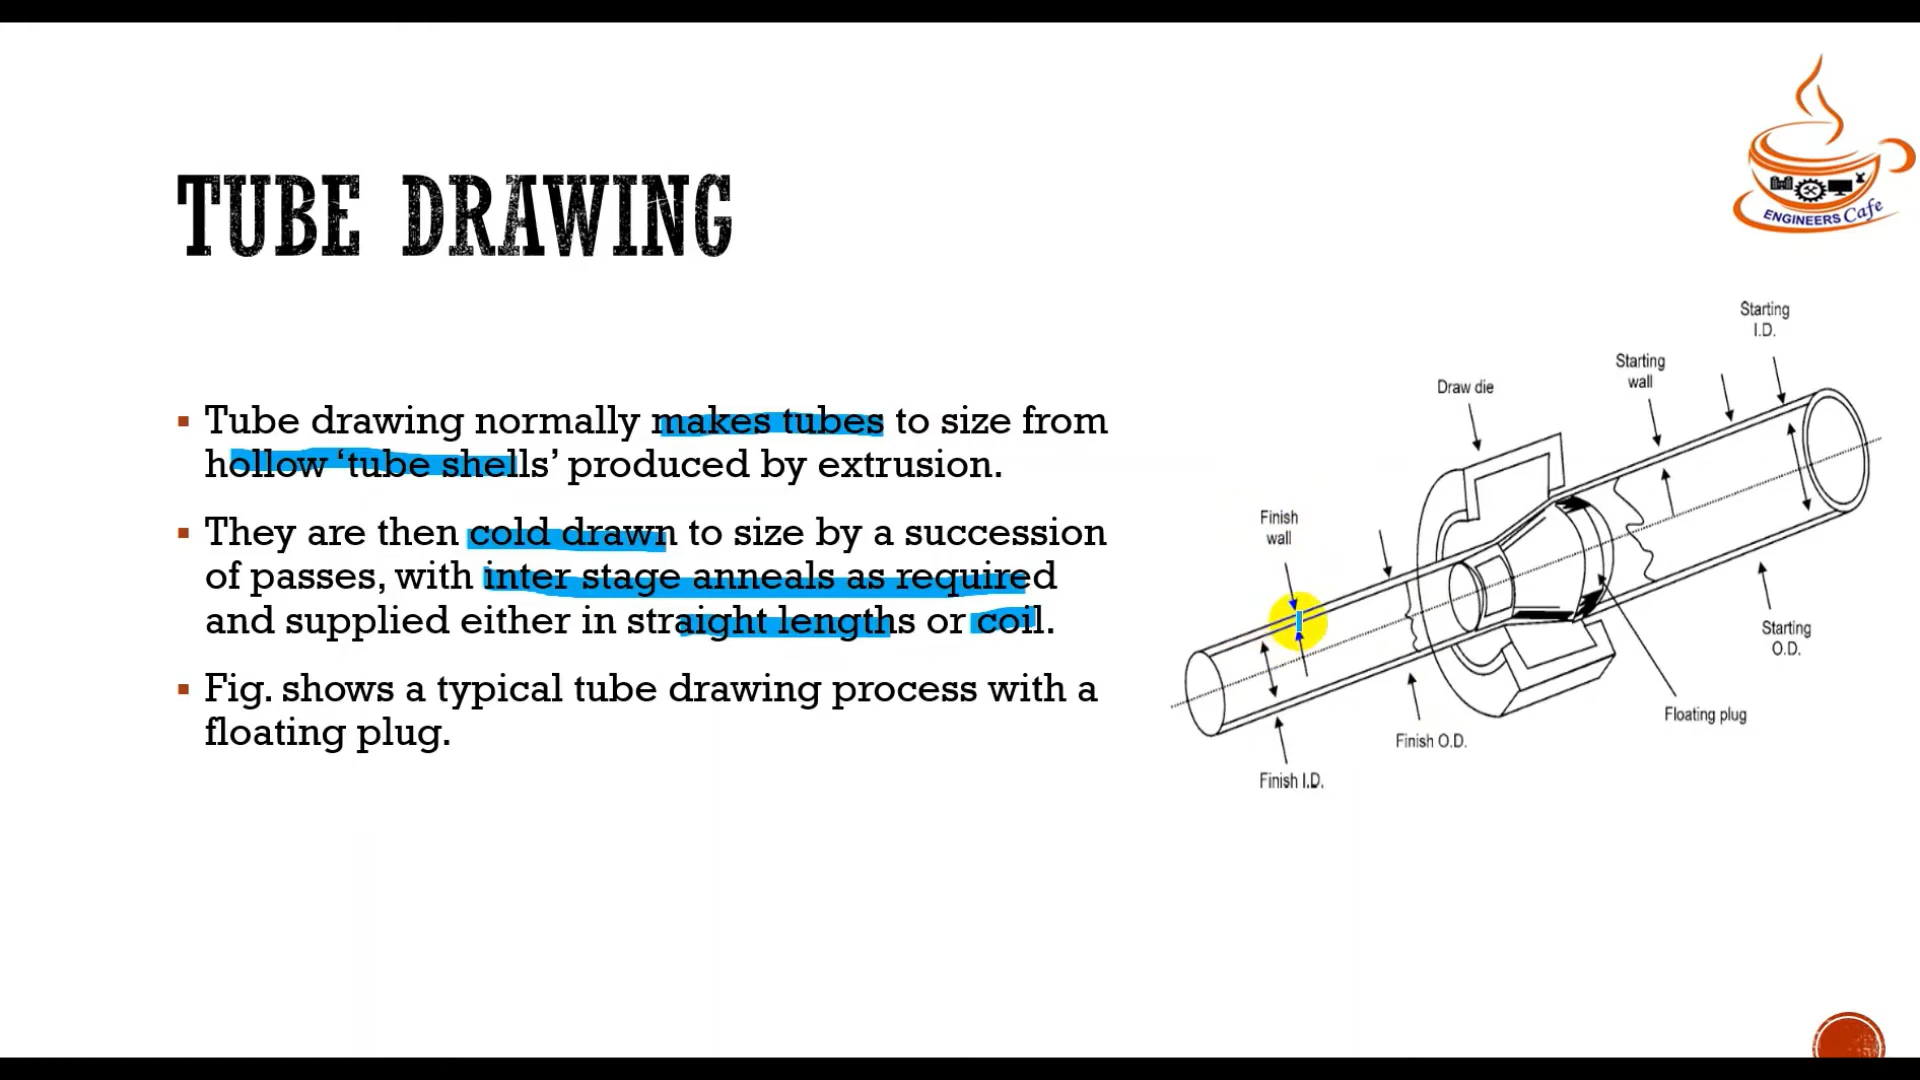 ENGINEERS Cafe
TUBE DRAWING
Tube drawing normally makes tubes to size from
hollow ‘tube shells’ produced by extrusion.
They are then cold drawn to size by a succession
of passes, with inter stage anneals as required
and supplied either in straight lengths or coil.
Fig. shows a typical tube drawing process with a
floating plug.
Starting
I.D.
Starting
wall
Draw die
Finish
wall
Starting
O.D.
Floating plug
Finish O.D.
Finish I.D.